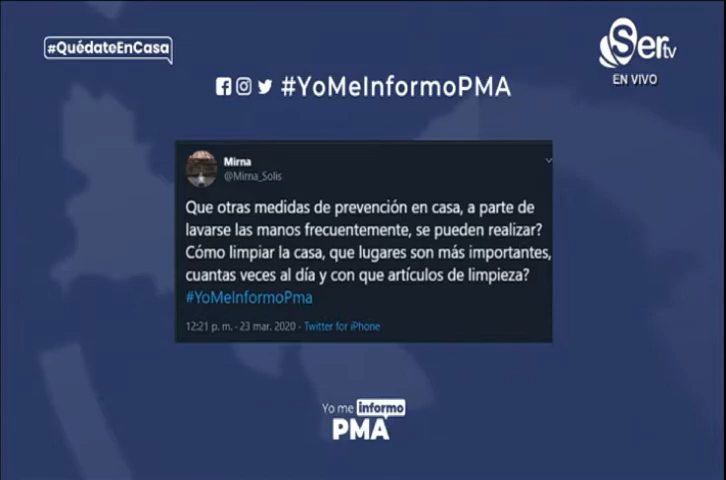 #QuédateEnCasa
Ser tv
EN VIVO
#YoMeInformoPMA
Mirna
@Mirna_Solis
Que otras medidas de prevención en casa, a parte de
lavarse las manos frecuentemente, se pueden realizar?
Cómo limpiar la casa, que lugares son más importantes,
cuantas veces al día y con que artículos de limpieza?
#YoMeInformoPma
12:21 p. m. - 23 mar. 2020 - Twitter for iPhone
Yo me informo
PMA